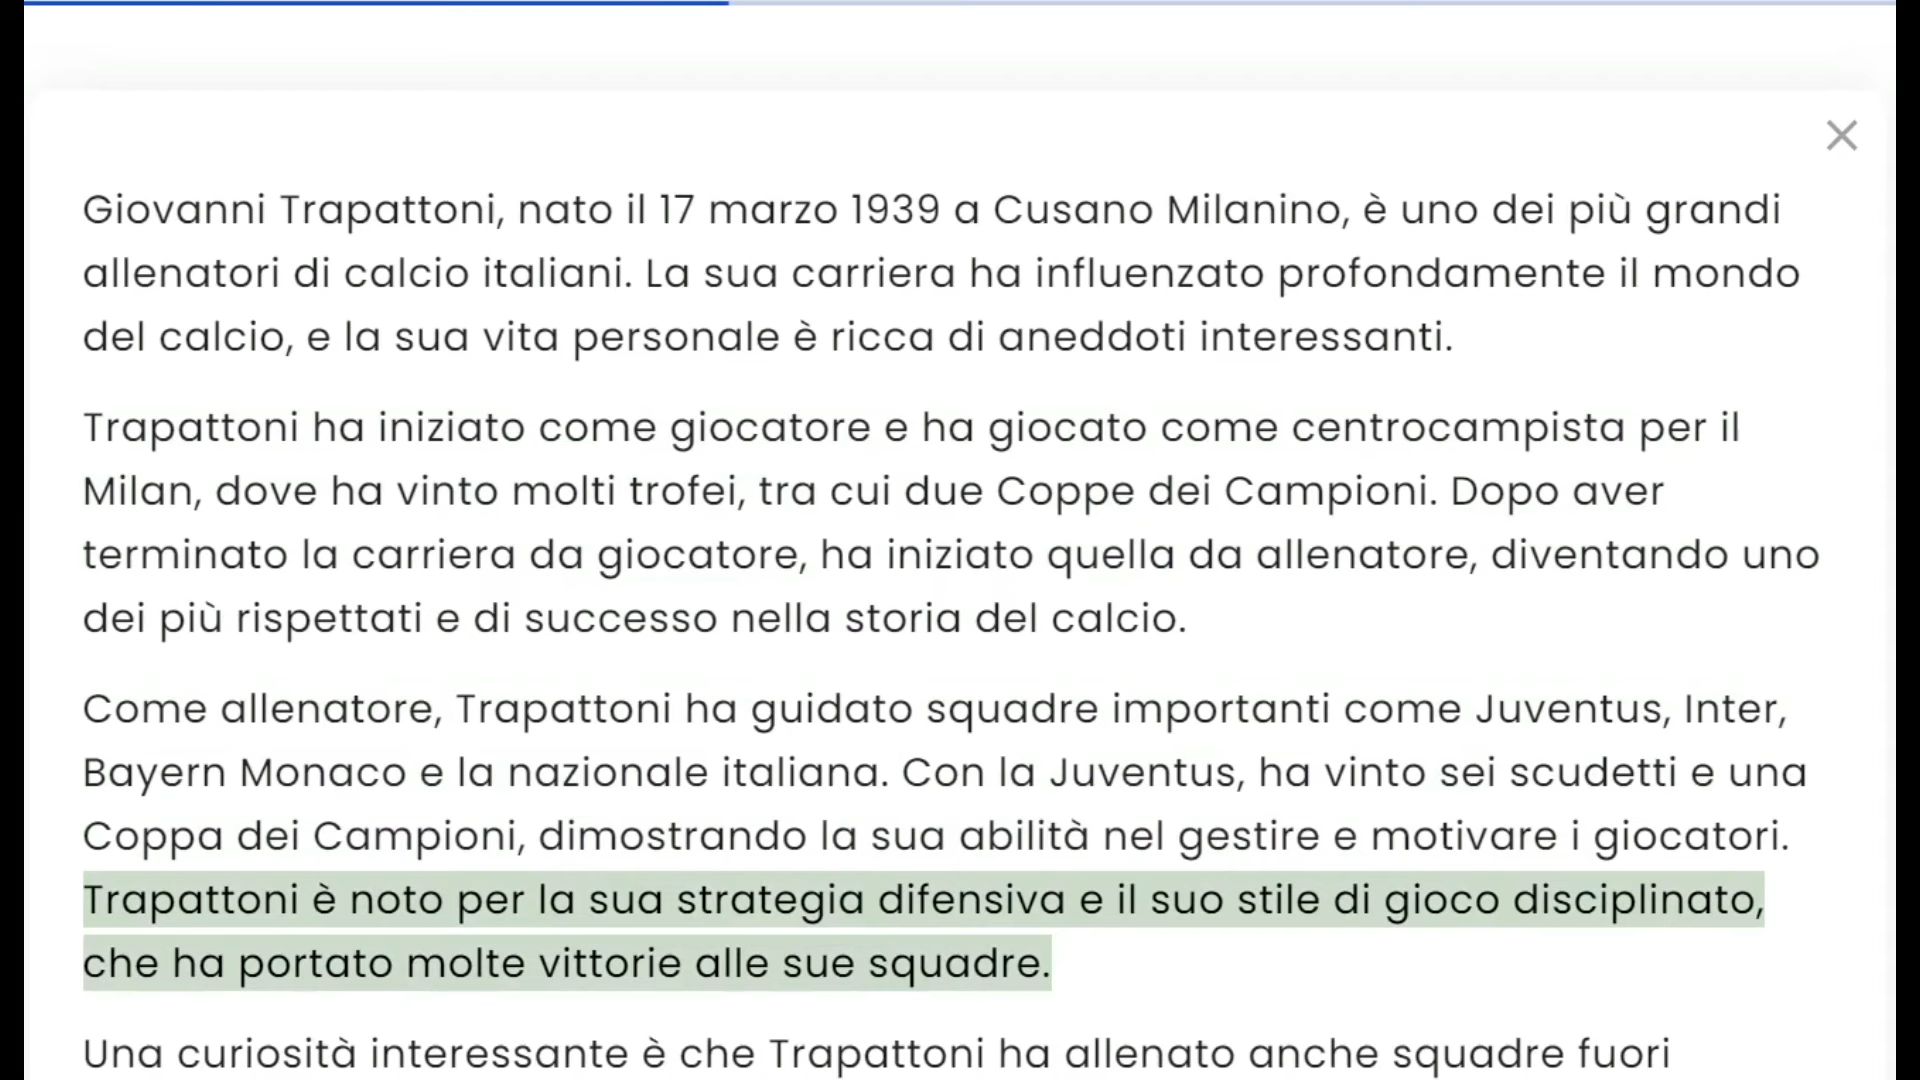 Giovanni Trapattoni, nato il 17 marzo 1939 a Cusano Milanino, è uno dei più grandi
allenatori di calcio italiani. La sua carriera ha influenzato profondamente il mondo
del calcio, e la sua vita personale è ricca di aneddoti interessanti.
Trapattoni ha iniziato come giocatore e ha giocato come centrocampista per il
Milan, dove ha vinto molti trofei, tra cui due Coppe dei Campioni. Dopo aver
terminato la carriera da giocatore, ha iniziato quella da allenatore, diventando uno
dei più rispettati e di successo nella storia del calcio.
Come allenatore, Trapattoni ha guidato squadre importanti come Juventus, Inter,
Bayern Monaco e la nazionale italiana. Con la Juventus, ha vinto sei scudetti e una
Coppa dei Campioni, dimostrando la sua abilità nel gestire e motivare i giocatori.
Trapattoni è noto per la sua strategia difensiva e il suo stile di gioco disciplinato,
che ha portato molte vittorie alle sue squadre.
Una curiosità interessante è che Trapattoni ha allenato anche squadre fuori